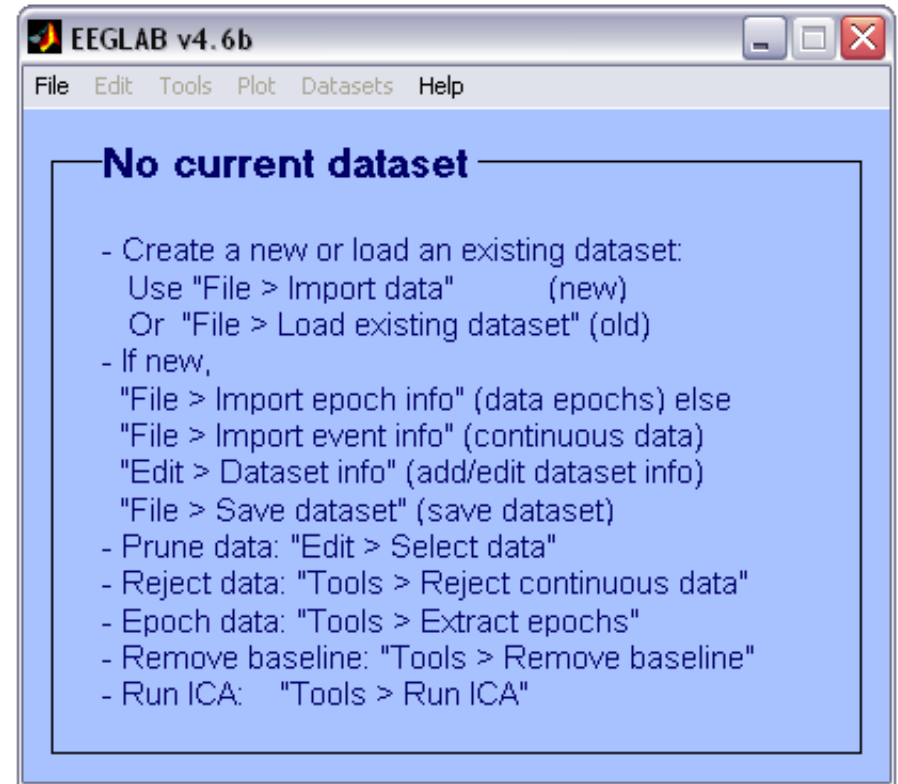 EEGLAB v4.6b
File Edit Tools Plot Datasets Help
No current dataset
- Create a new or load an existing dataset:
Use "File > Import data" (new)
Or "File > Load existing dataset" (old)
- If new,
"File > Import epoch info" (data epochs) else
"File > Import event info" (continuous data)
"Edit > Dataset info" (add/edit dataset info)
"File > Save dataset" (save dataset)
- Prune data: "Edit > Select data"
- Reject data: "Tools > Reject continuous data"
- Epoch data: "Tools > Extract epochs"
- Remove baseline: "Tools > Remove baseline"
- Run ICA: "Tools > Run ICA"